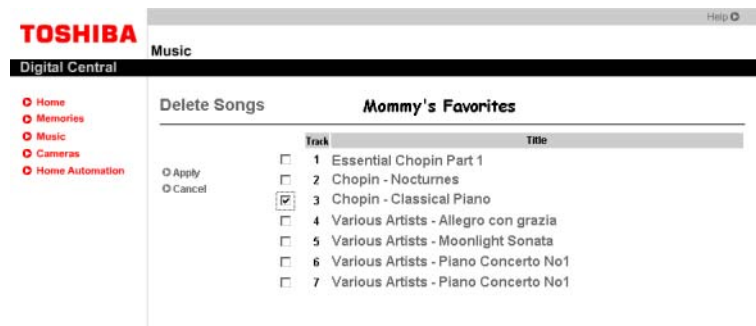 Help
TOSHIBA
Music
Digital Central
Home
Memories
Music
Cameras
Home Automation
Delete Songs
Mommy's Favorites
Apply
Cancel
Track Title
1 Essential Chopin Part 1
2 Chopin - Nocturnes
3 Chopin - Classical Piano
4 Various Artists - Allegro con grazia
5 Various Artists - Moonlight Sonata
6 Various Artists - Piano Concerto No1
7 Various Artists - Piano Concerto No1